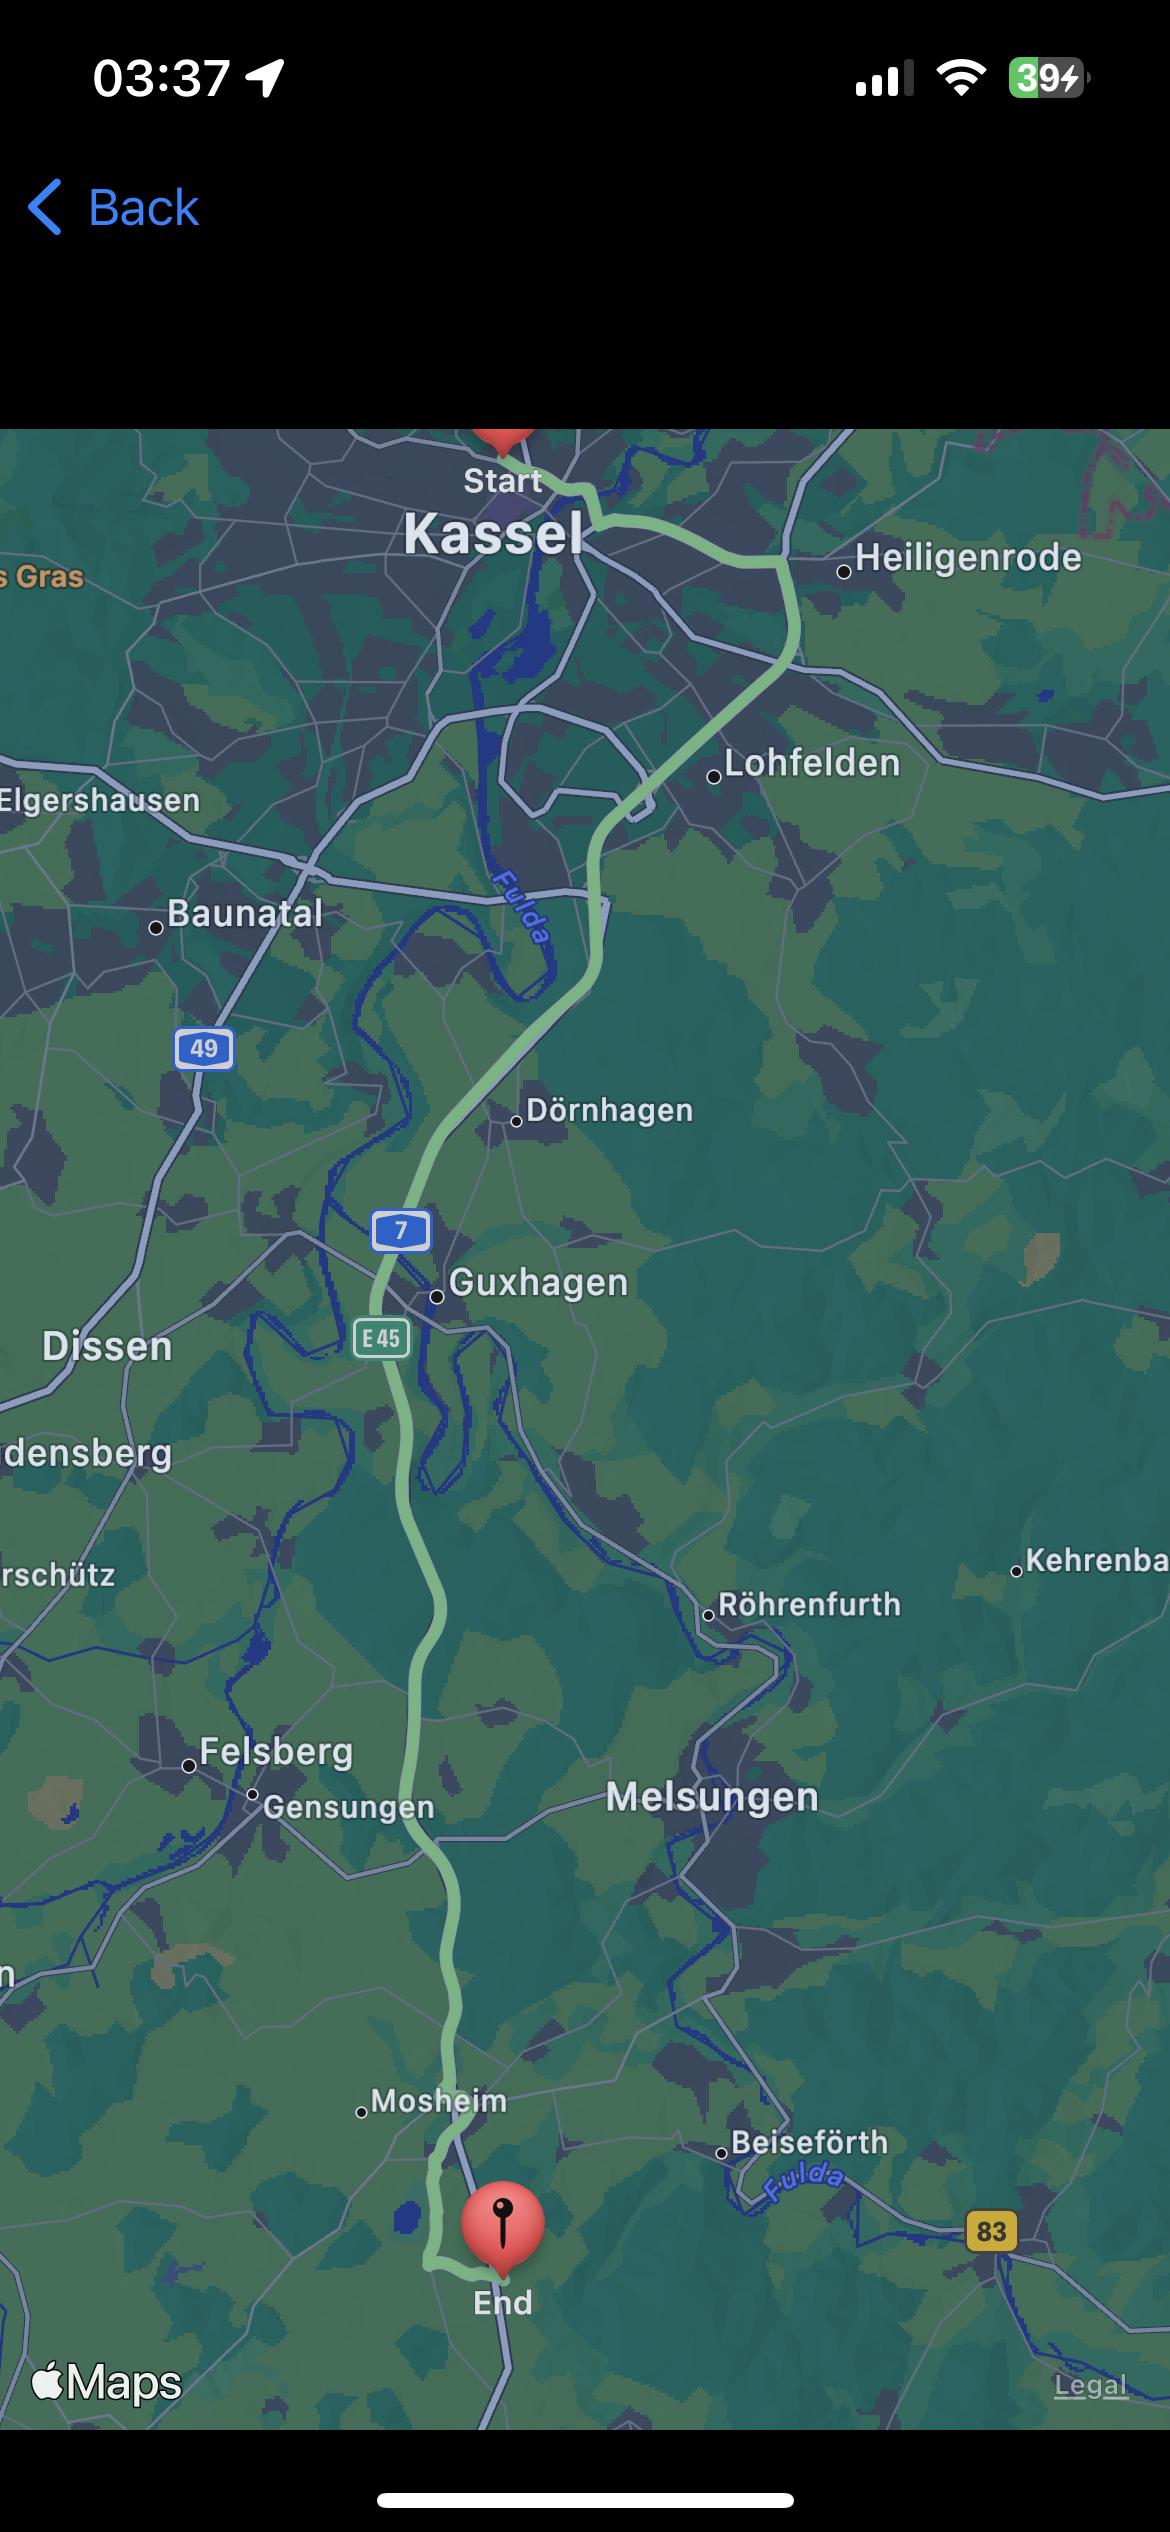 03:37
39
Back
Start
Kassel
Heiligenrode
s Gras
Lohfelden
Elgershausen
Fulda
Baunatal
49
Dörnhagen
7
Guxhagen
E 45
Dissen
densberg
rschütz
Kehrenba
Röhrenfurth
Felsberg
Melsungen
Gensungen
n
Mosheim
Beiseförth
Fulda
83
End
Maps
Legal